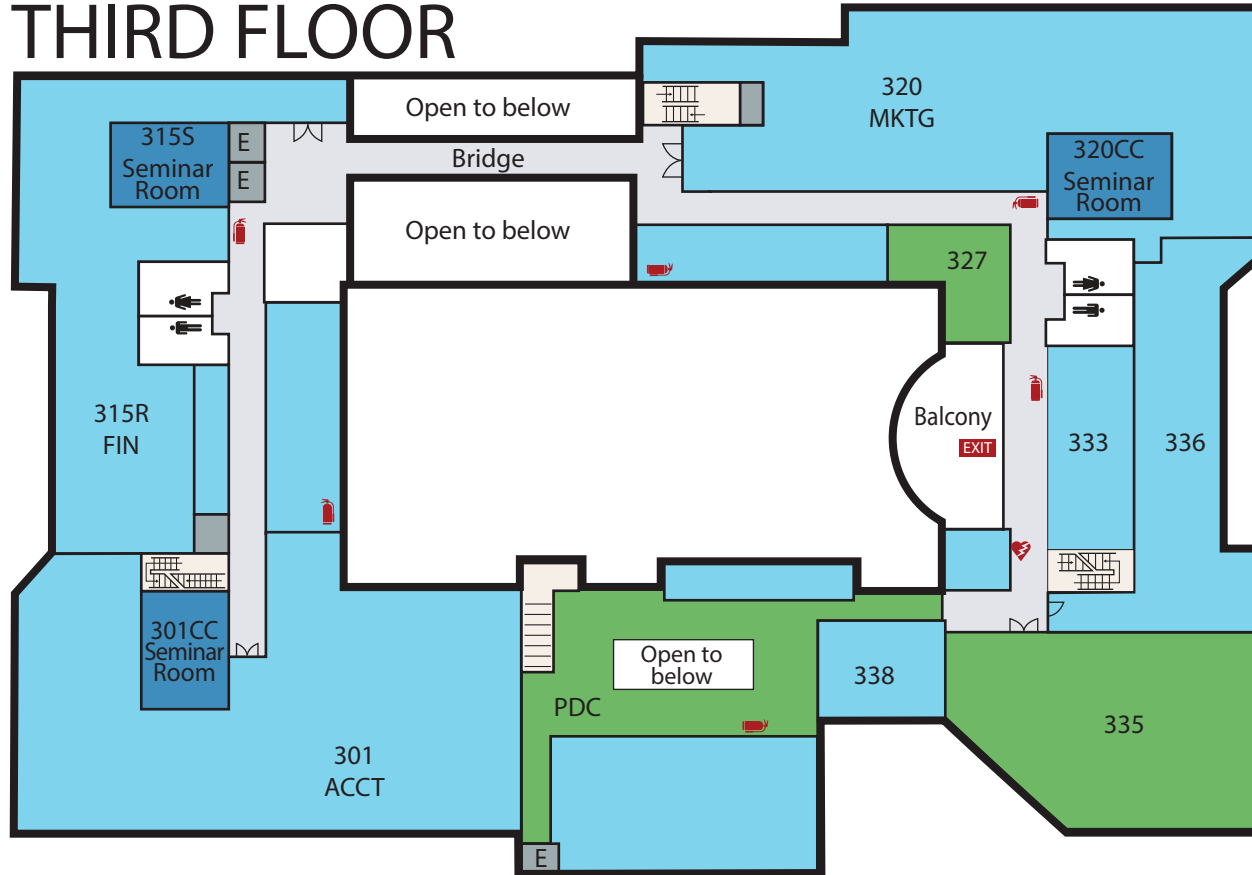 THIRD FLOOR
Open to below
320
MKTG
315S
Seminar
Room
E
E
Bridge
320CC
Seminar
Room
Open to below
327
315R
FIN
Balcony
EXIT
333
336
301CC
Seminar
Room
Open to
below
338
PDC
335
301
ACCT
E